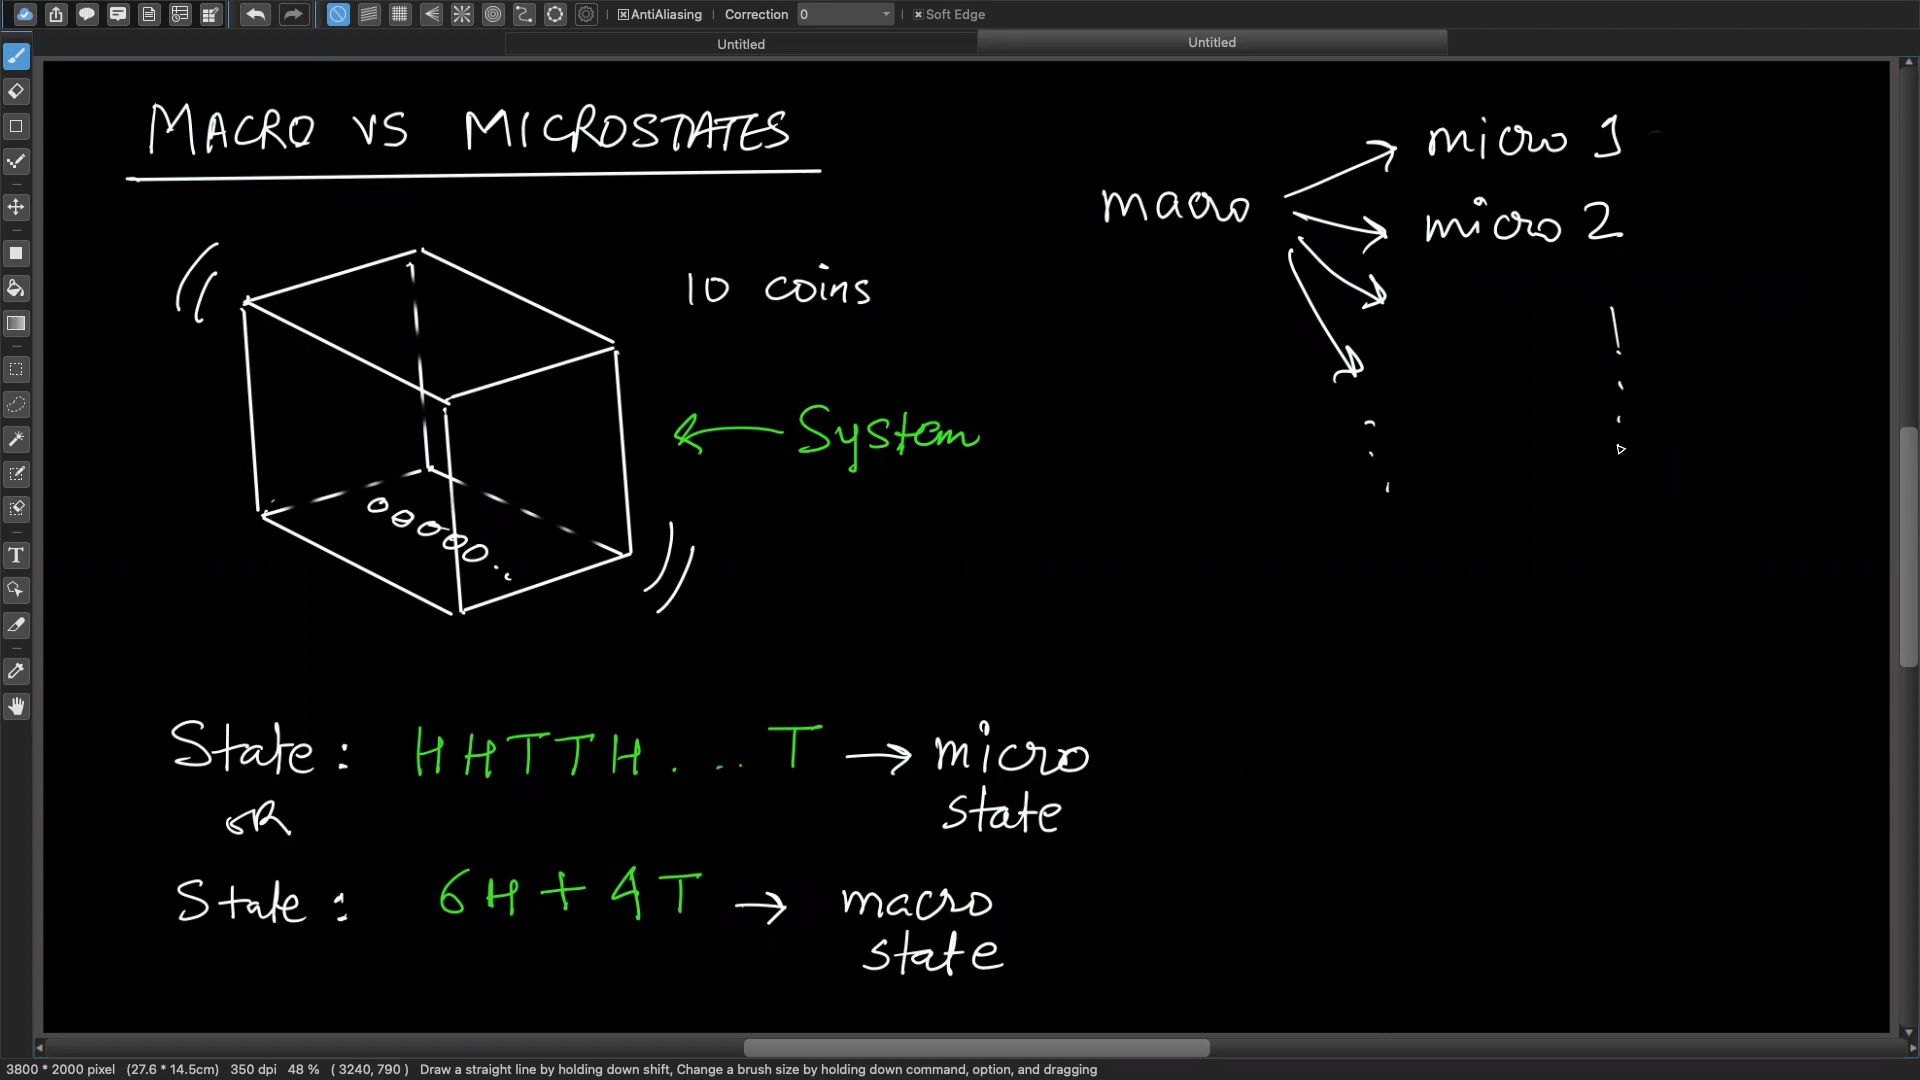 AntiAliasing Correction 0 Soft Edge
Untitled Untitled
MACRO VS MICROSTATES
10 coins
System
macro
micro 1
micro 2
State: HHTTH. ... T → micro
state
OR
State: 6H + 4T → macro
state
T
3800 * 2000 pixel (27.6 * 14.5cm) 350 dpi 48 % ( 3240, 790 ) Draw a straight line by holding down shift, Change a brush size by holding down command, option, and dragging